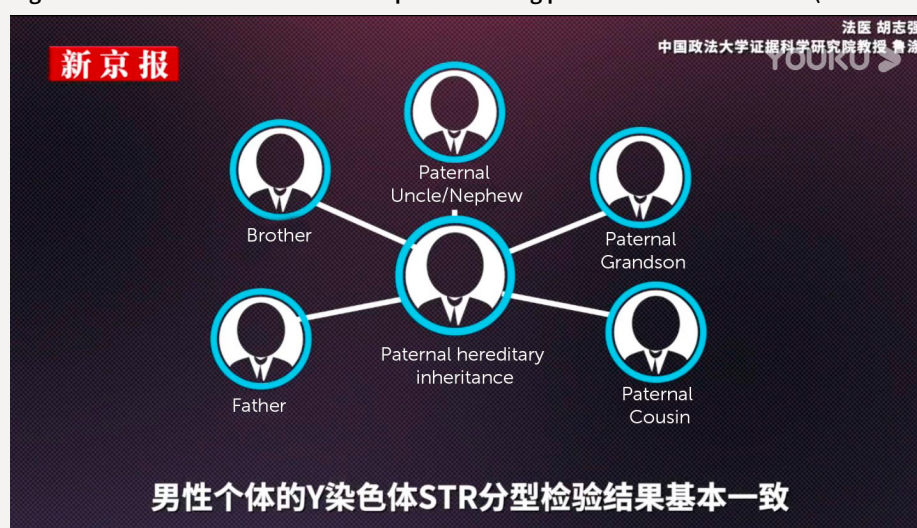 法医 胡志强
中国政法大学证据科学研究院教授 鲁涤
新京报
YOUKU
Paternal
Uncle/Nephew
Brother
Paternal
Grandson
Paternal hereditary
inheritance
Father
Paternal
Cousin
男性个体的Y染色体STR分型检验结果基本一致